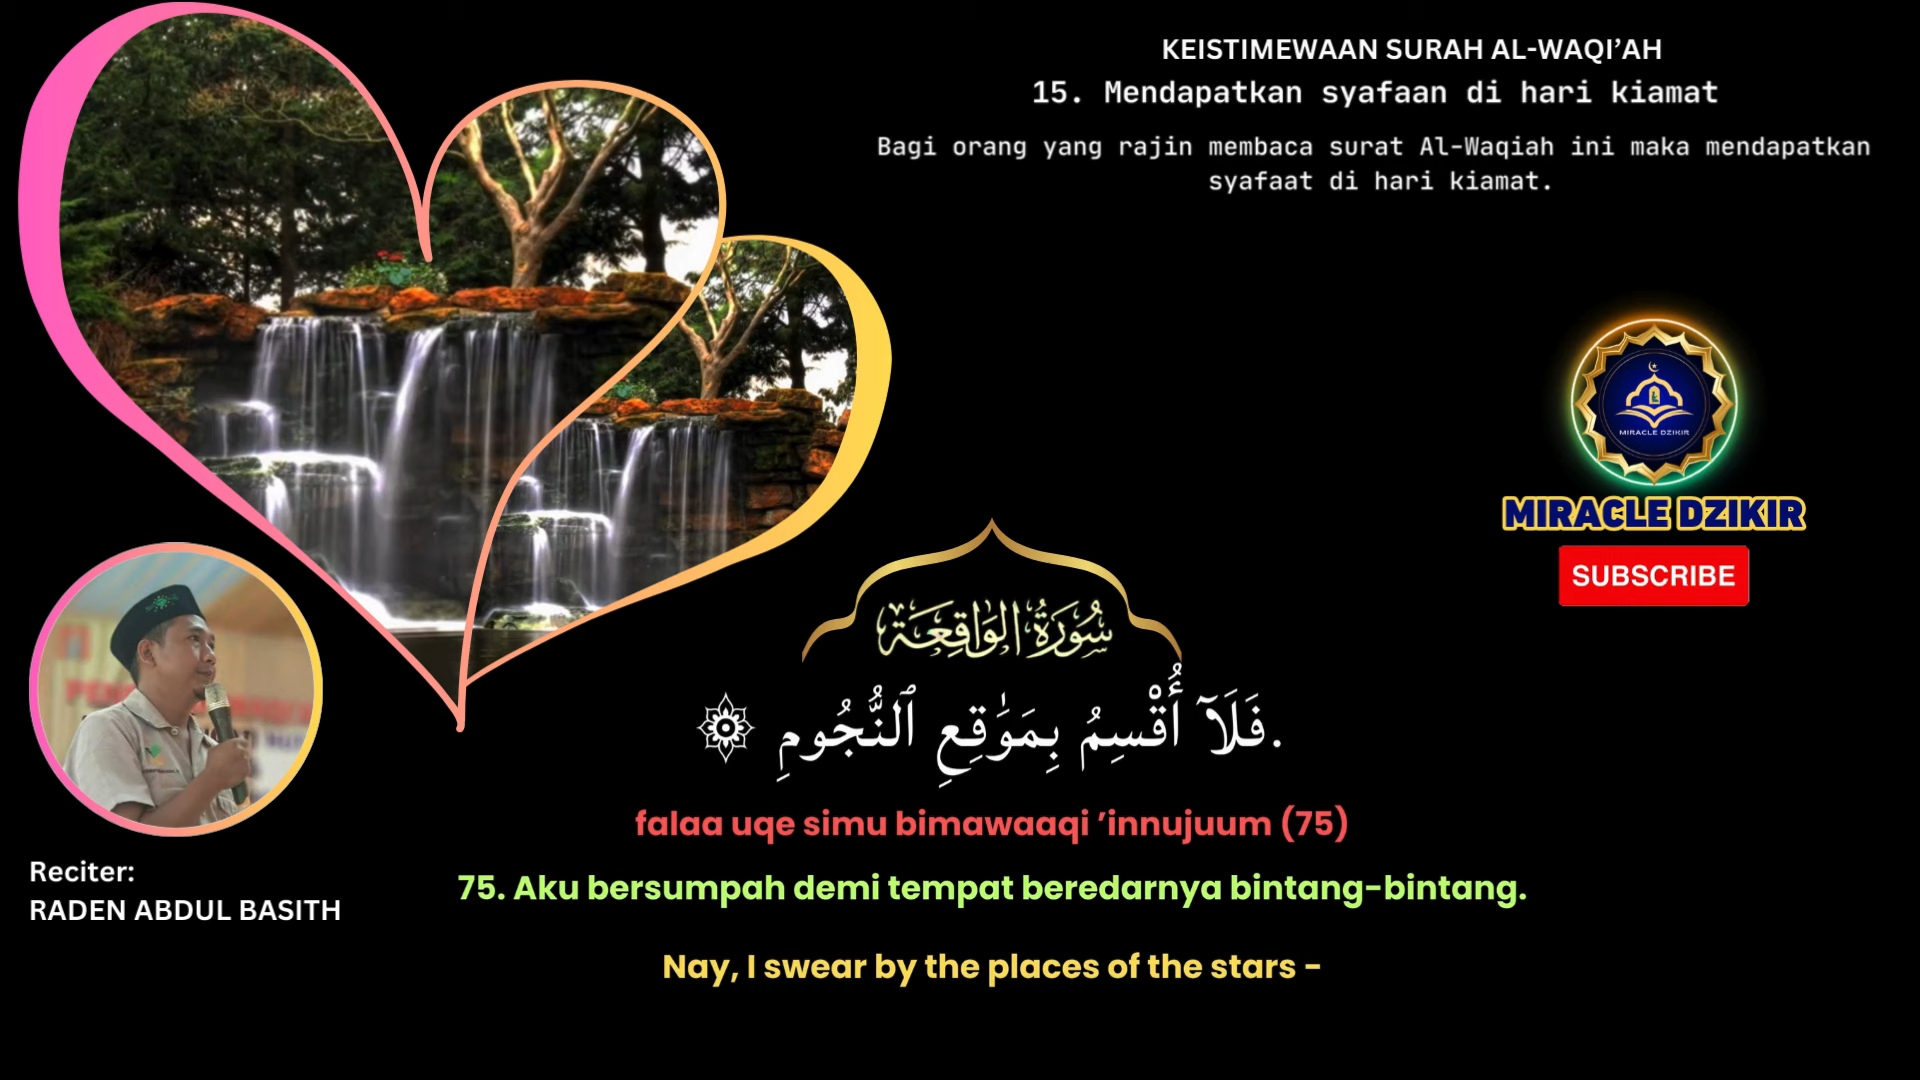 KEISTIMEWAAN SURAH AL-WAQI’AH
15. Mendapatkan syafaan di hari kiamat
Bagi orang yang rajin membaca surat Al-Waqiah ini maka mendapatkan
syafaat di hari kiamat.
MIRACLE DZIKIR
MIRACLE DZIKIR
SUBSCRIBE
سُورَةُ الوَاقِعَة
فَلَآ أُقْسِمُ بِمَوَٰقِعِ ٱلنُّجُومِ ۞.
falaa uqe simu bimawaaqi ’innujuum (75)
75. Aku bersumpah demi tempat beredarnya bintang-bintang.
Nay, I swear by the places of the stars -
Reciter:
RADEN ABDUL BASITH